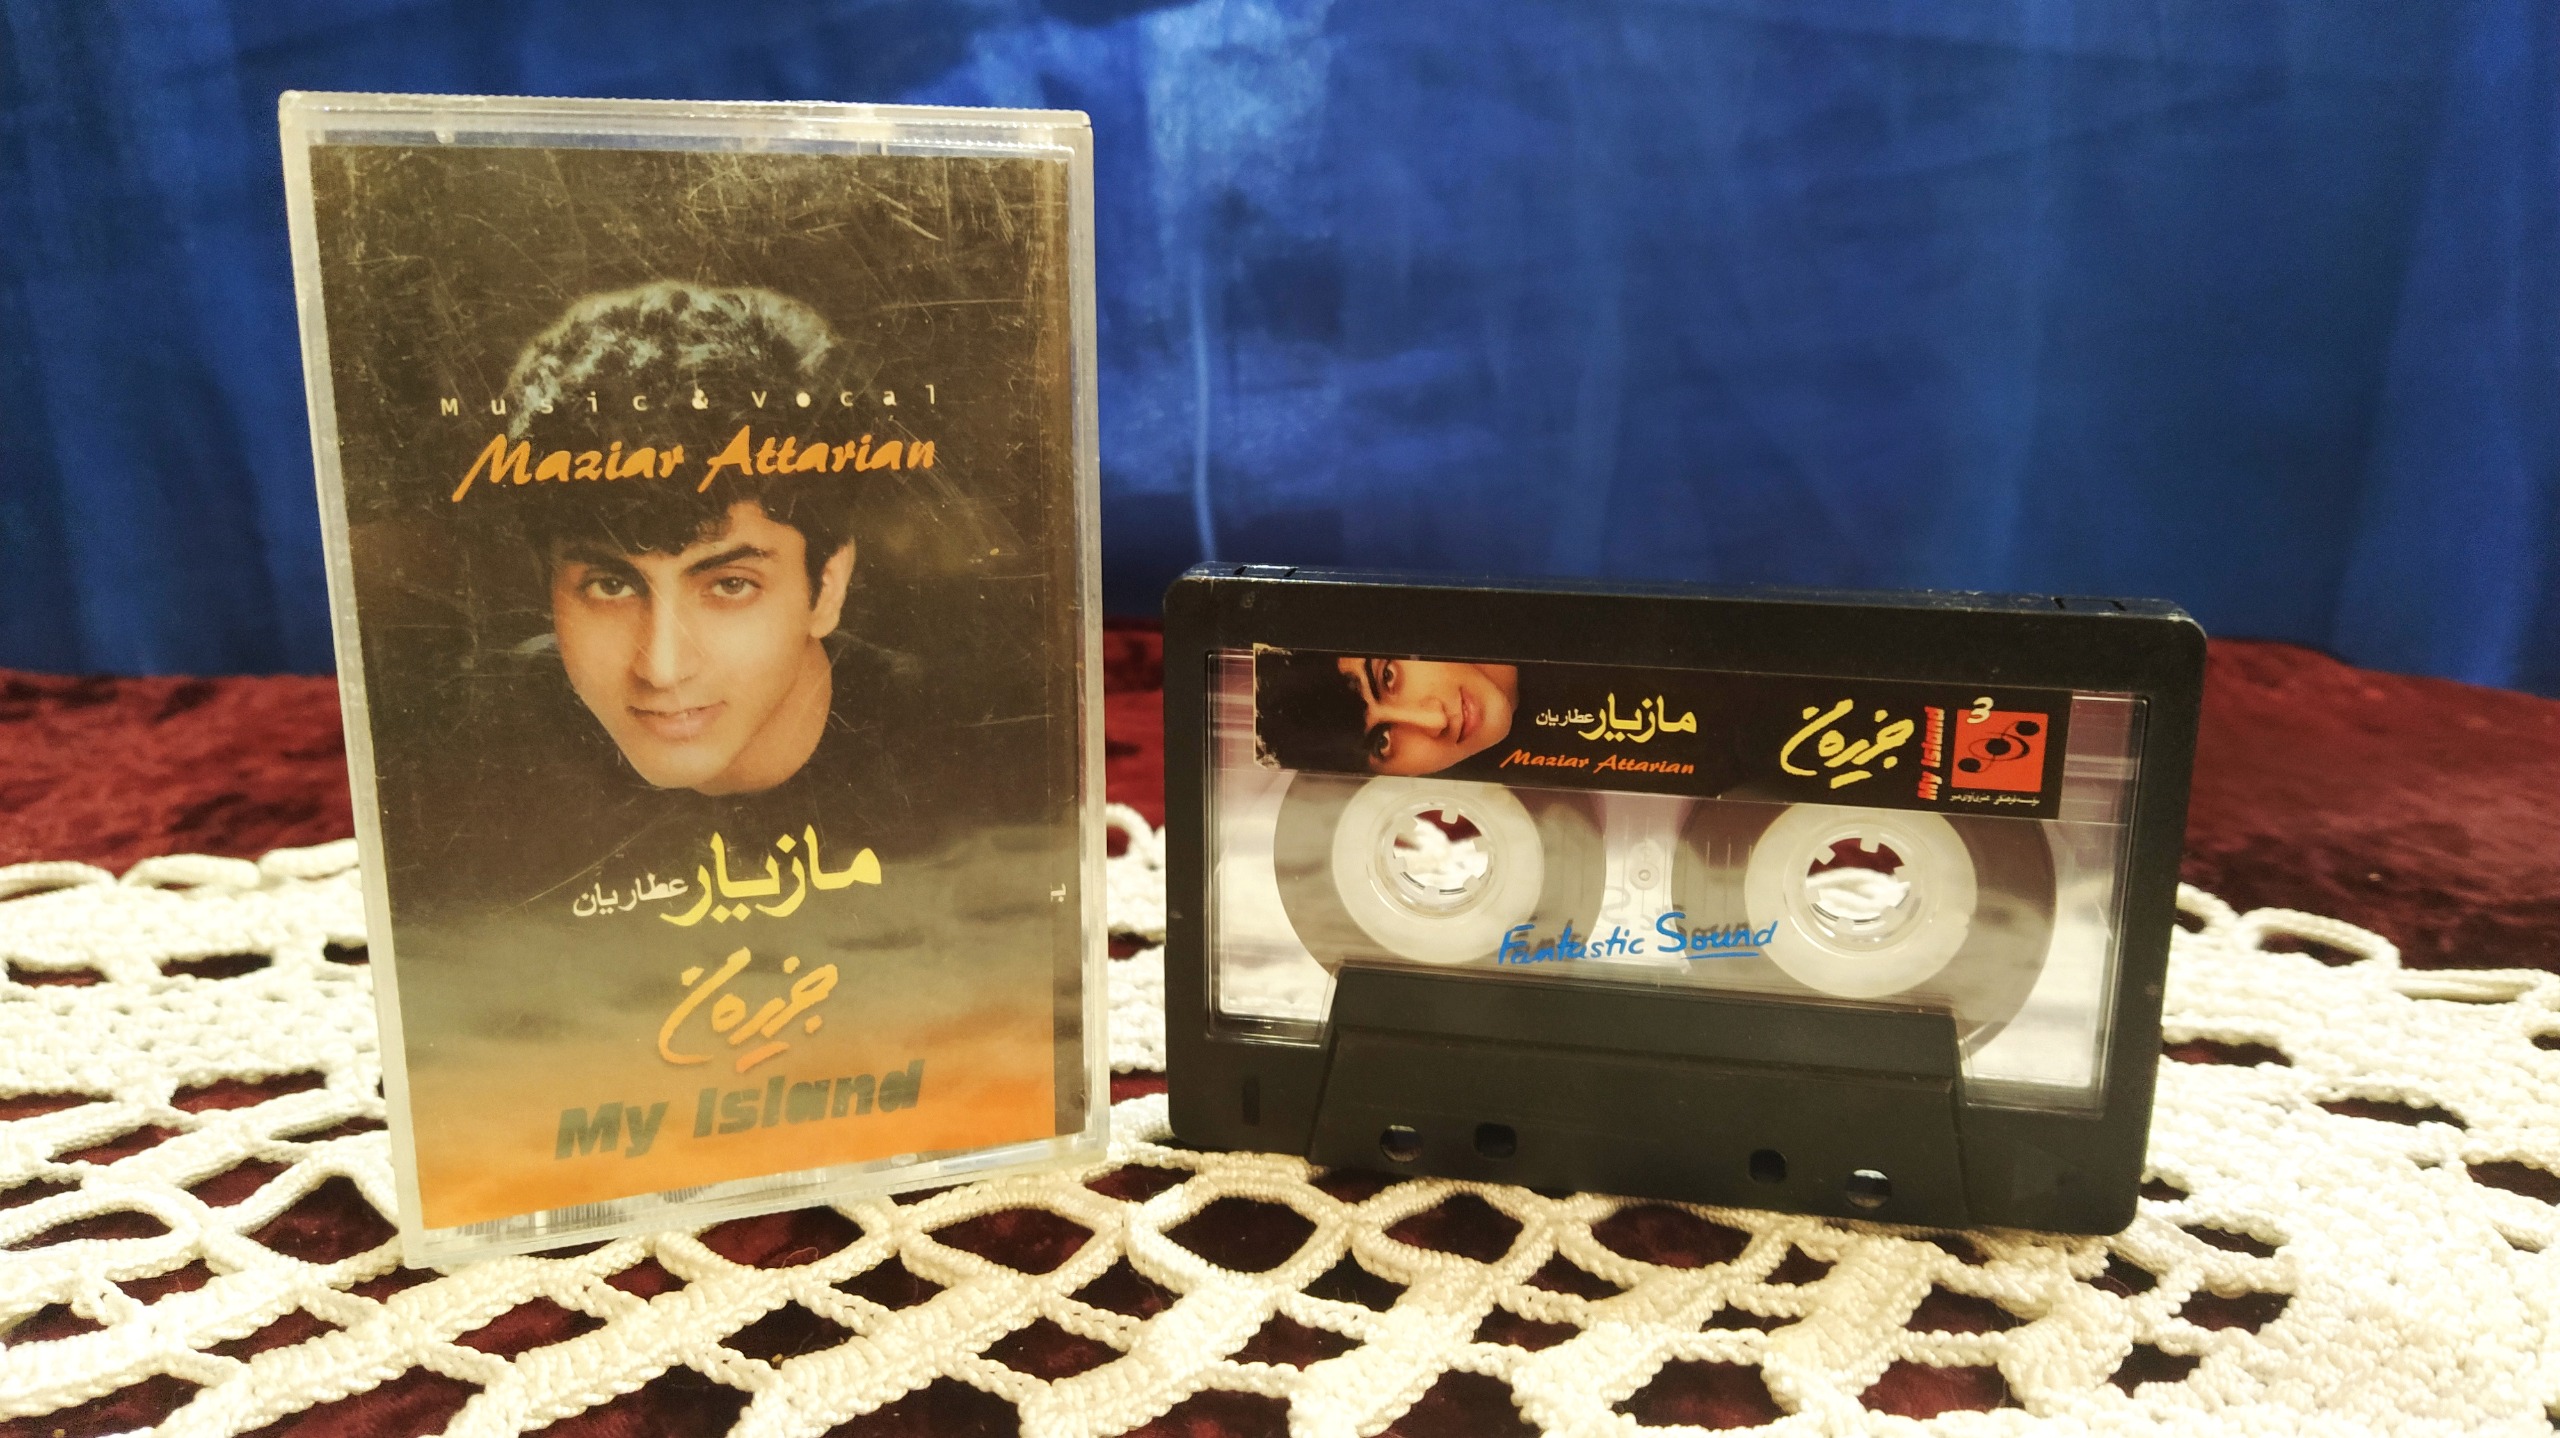 Music & Vocal
Maziar Attarian
مازیار عطاریان
جزیره من
My Island
مازیار عطاریان
Maziar Attarian
جزیره من
My Island
3
Fantastic Sound